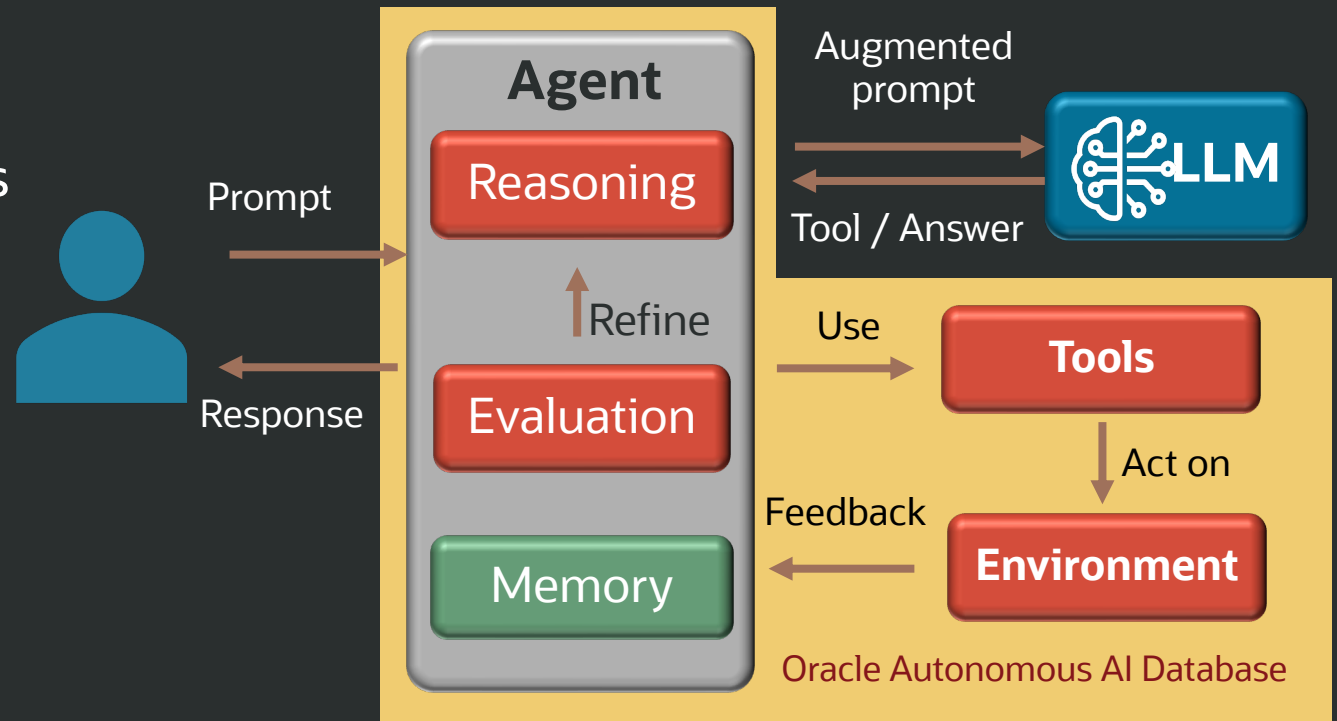 Agent
Reasoning
Refine
Evaluation
Memory
s
Prompt
Response
Augmented
prompt
LLM
Tool / Answer
Use
Tools
Act on
Feedback
Environment
Oracle Autonomous AI Database